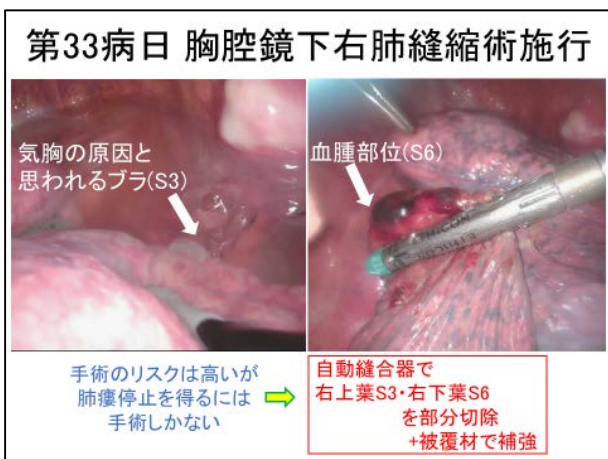 第33病日 胸腔鏡下右肺縫縮術施行
気胸の原因と
思われるブラ(S3)
血腫部位(S6)
手術のリスクは高いが
肺瘻停止を得るには
手術しかない
自動縫合器で
右上葉S3・右下葉S6
を部分切除
+被覆材で補強